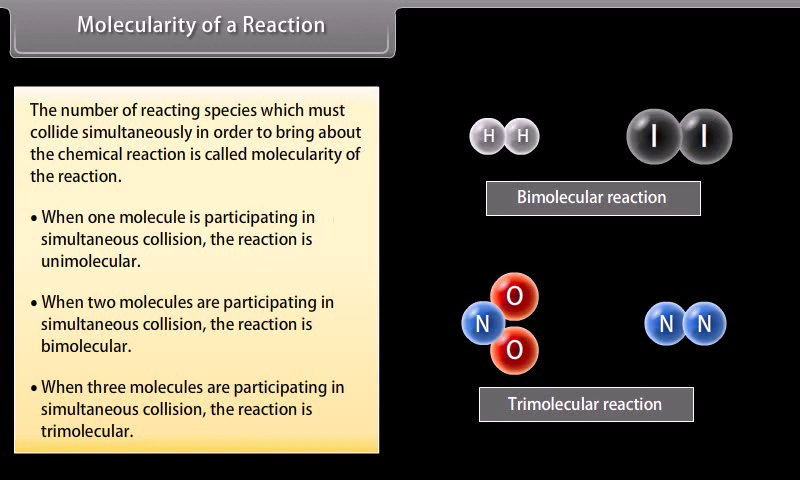 Molecularity of a Reaction
The number of reacting species which must
collide simultaneously in order to bring about
the chemical reaction is called molecularity of
the reaction.
• When one molecule is participating in
simultaneous collision, the reaction is
unimolecular.
• When two molecules are participating in
simultaneous collision, the reaction is
bimolecular.
• When three molecules are participating in
simultaneous collision, the reaction is
trimolecular.
H H I I
Bimolecular reaction
O
N N N
O
Trimolecular reaction